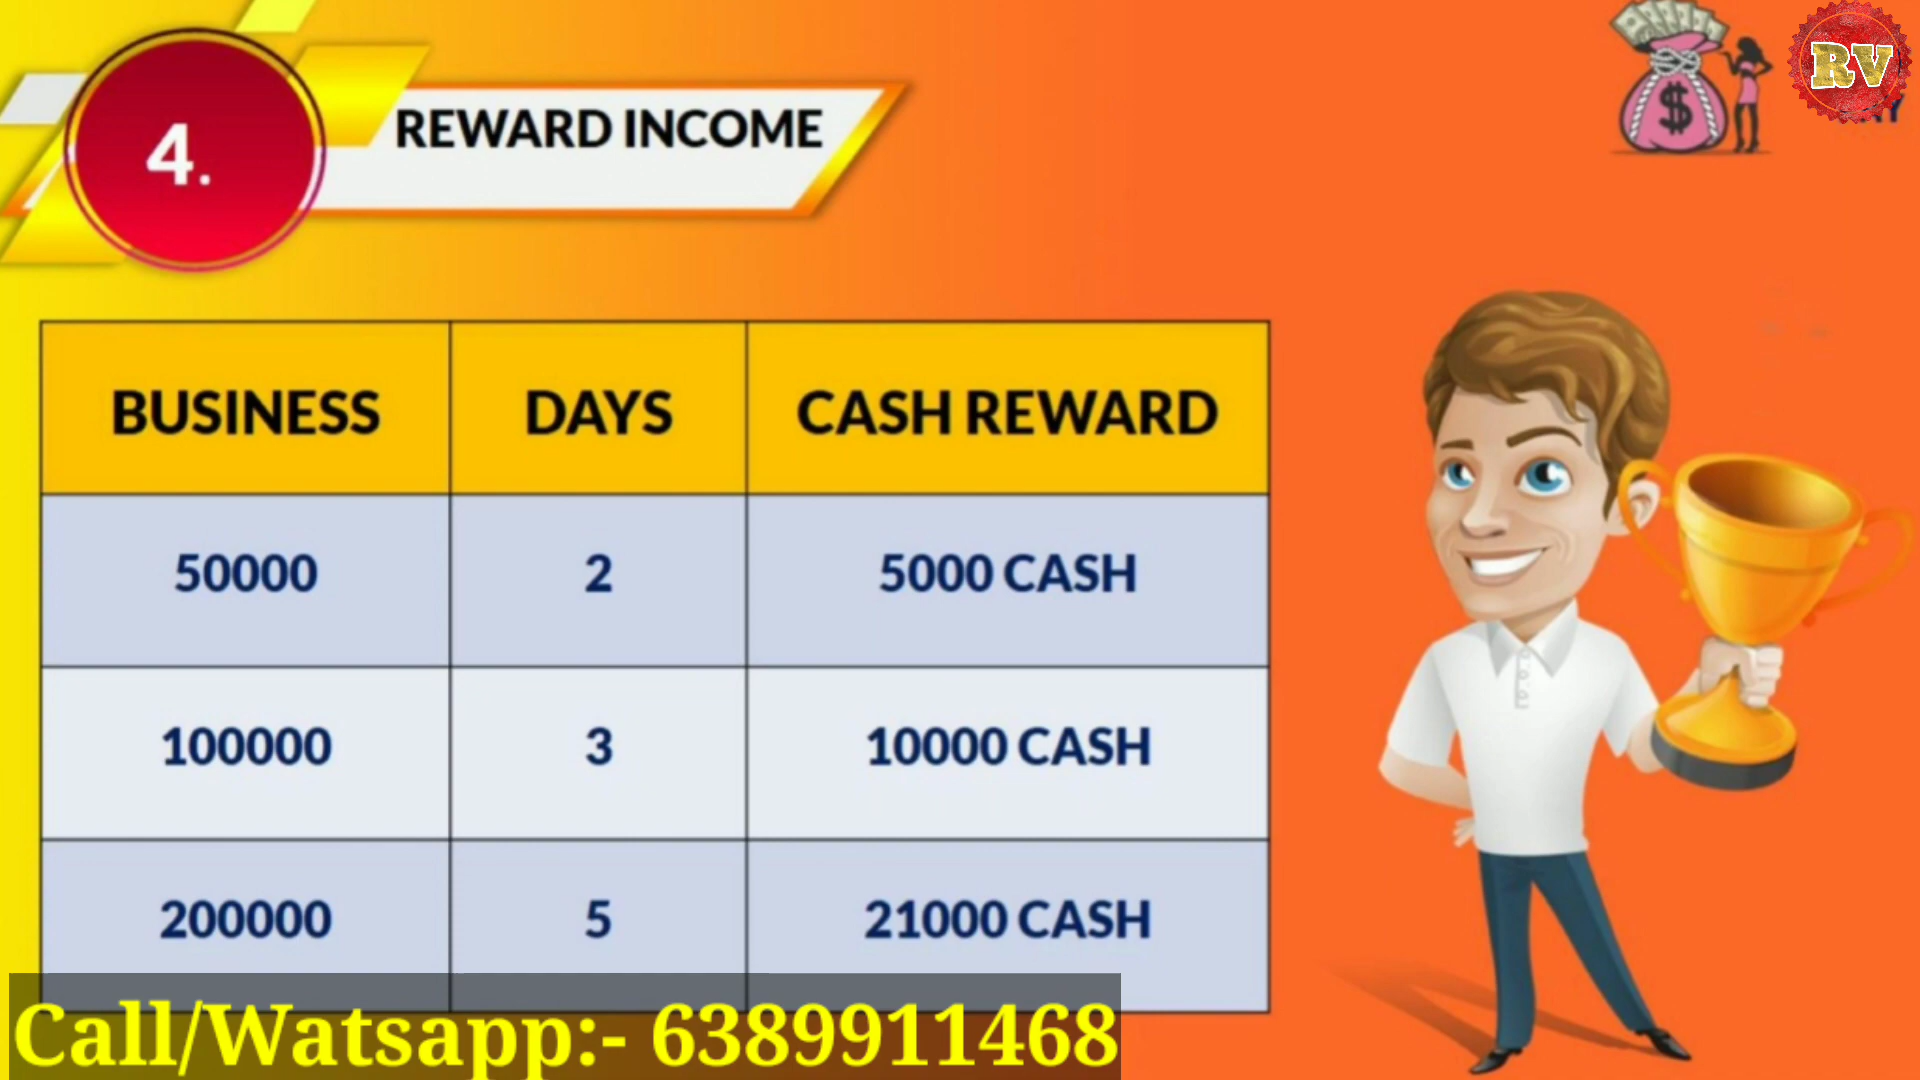 RV
4.
REWARD INCOME
BUSINESS DAYS CASH REWARD
50000 2 5000 CASH
100000 3 10000 CASH
200000 5 21000 CASH
Call/Watsapp:- 6389911468